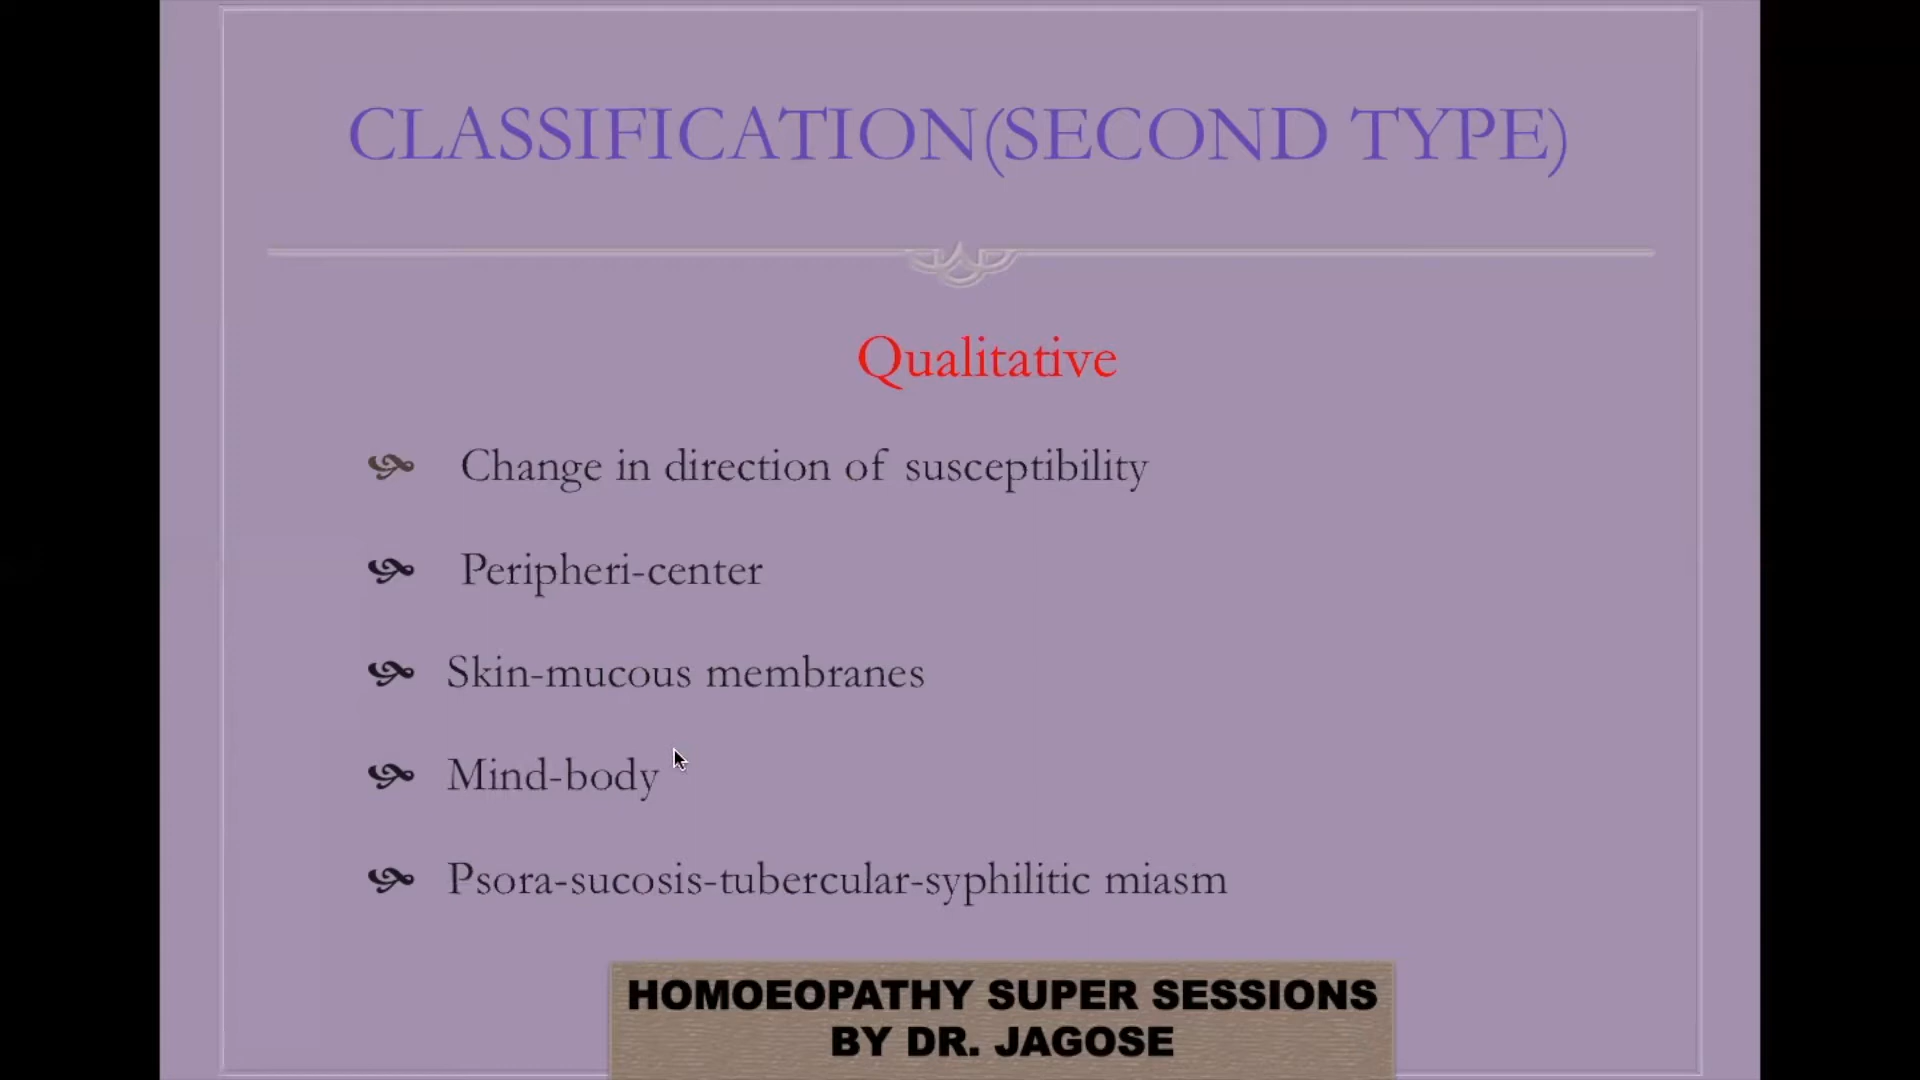 CLASSIFICATION(SECOND TYPE)
Qualitative
Change in direction of susceptibility
Peripheri-center
Skin-mucous membranes
Mind-body
Psora-sucosis-tubercular-syphilitic miasm
HOMOEOPATHY SUPER SESSIONS
BY DR. JAGOSE